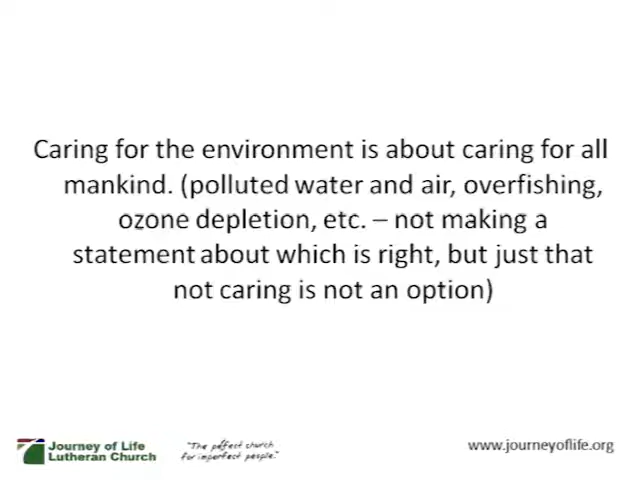 Caring for the environment is about caring for all
mankind. (polluted water and air, overfishing,
ozone depletion, etc. – not making a
statement about which is right, but just that
not caring is not an option)
Journey of Life
Lutheran Church
"The perfect church
for imperfect people."
www.journeyoflife.org